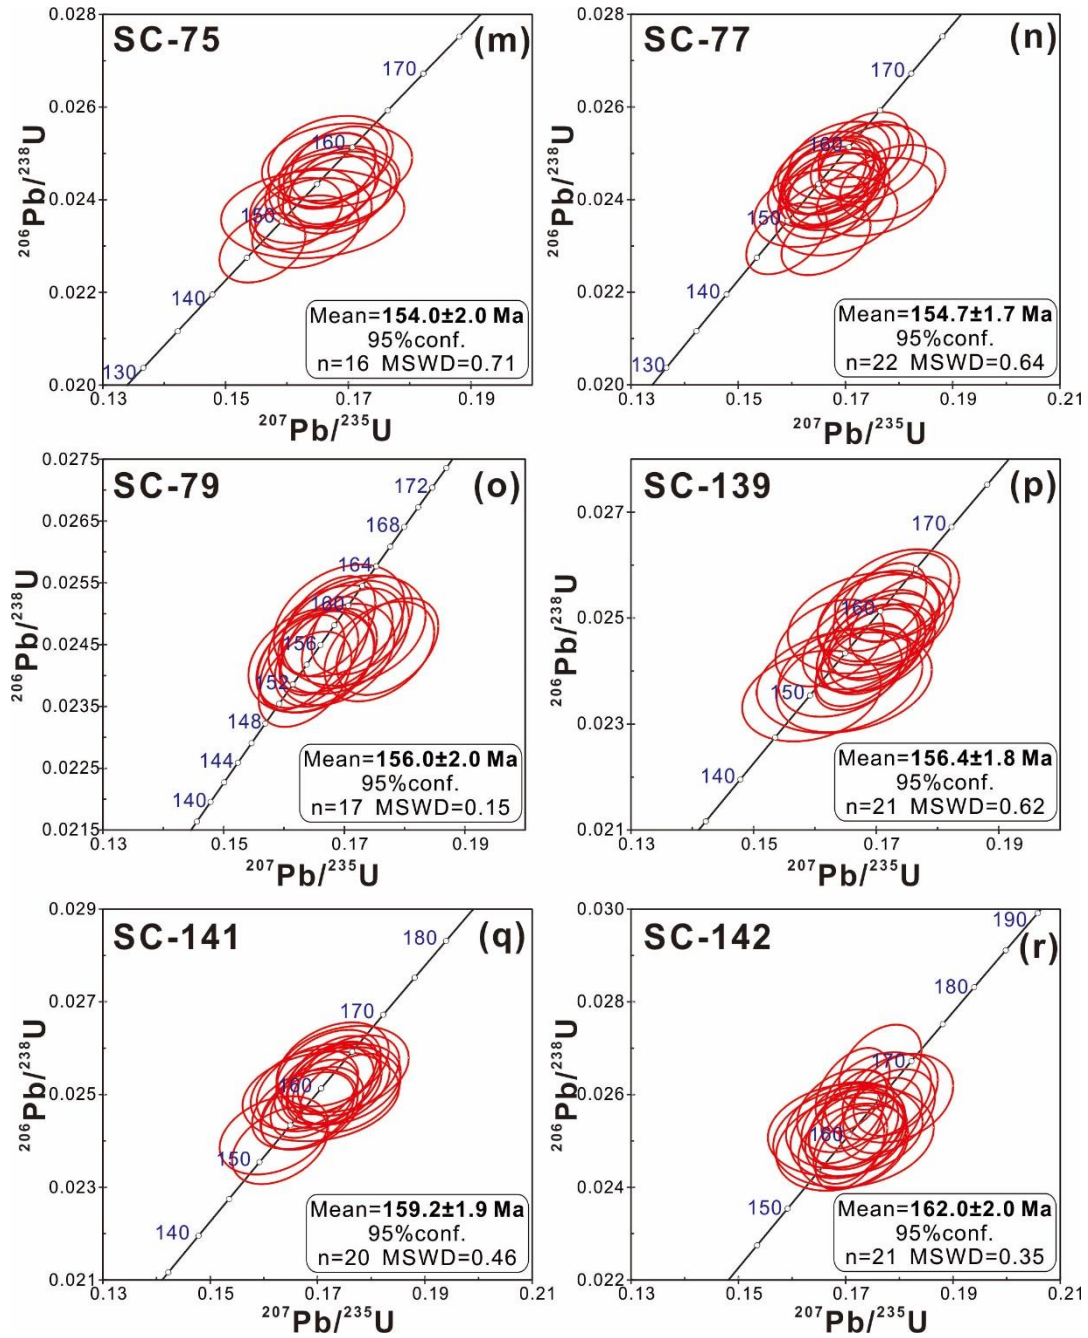 SC-75 (m)
0.028
0.026
0.024
0.022
0.020
206Pb/238U
170
160
150
140
130
Mean=154.0±2.0 Ma
95%conf.
n=16 MSWD=0.71
0.13 0.15 0.17 0.19
207Pb/235U
SC-77 (n)
0.028
0.026
0.024
0.022
0.020
206Pb/238U
170
160
150
140
130
Mean=154.7±1.7 Ma
95%conf.
n=22 MSWD=0.64
0.13 0.15 0.17 0.19 0.21
207Pb/235U
SC-79 (o)
0.0275
0.0265
0.0255
0.0245
0.0235
0.0225
0.0215
206Pb/238U
172
168
164
160
156
152
148
144
140
Mean=156.0±2.0 Ma
95%conf.
n=17 MSWD=0.15
0.13 0.15 0.17 0.19
207Pb/235U
SC-139 (p)
0.027
0.025
0.023
0.021
206Pb/238U
170
160
150
140
Mean=156.4±1.8 Ma
95%conf.
n=21 MSWD=0.62
0.13 0.15 0.17 0.19
207Pb/235U
SC-141 (q)
0.029
0.027
0.025
0.023
0.021
206Pb/238U
180
170
160
150
140
Mean=159.2±1.9 Ma
95%conf.
n=20 MSWD=0.46
0.13 0.15 0.17 0.19 0.21
207Pb/235U
SC-142 (r)
0.030
0.028
0.026
0.024
0.022
206Pb/238U
190
180
170
160
150
Mean=162.0±2.0 Ma
95%conf.
n=21 MSWD=0.35
0.13 0.15 0.17 0.19 0.21
207Pb/235U